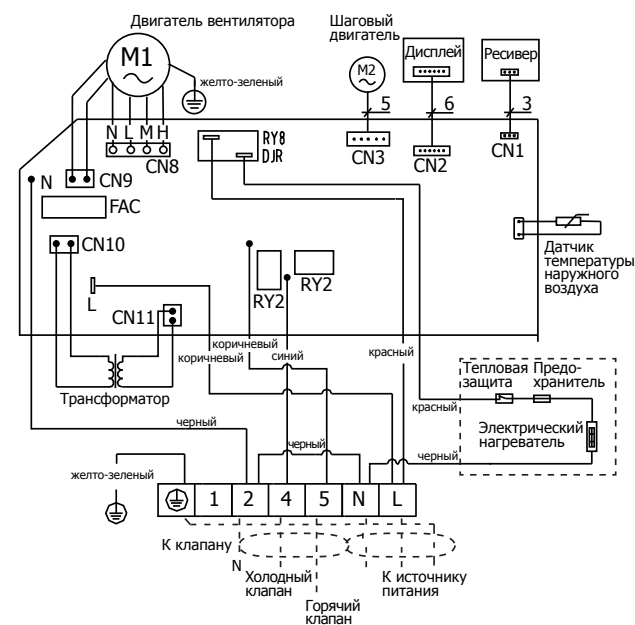 Двигатель вентилятора
Шаговый
двигатель
M1
M2
Дисплей
Ресивер
желто-зеленый
5
6
3
N L M H
CN8
RY8
DJR
CN3
CN2
CN1
N
CN9
FAC
CN10
L
CN11
RY2
RY2
Датчик
температуры
наружного
воздуха
коричневый
коричневый
синий
красный
Трансформатор
Тепловая
защита
Предо-
хранитель
красный
Электрический
нагреватель
черный
черный
черный
желто-зеленый
1 2 4 5 N L
К клапану
N
Холодный
клапан
Горячий
клапан
К источнику
питания